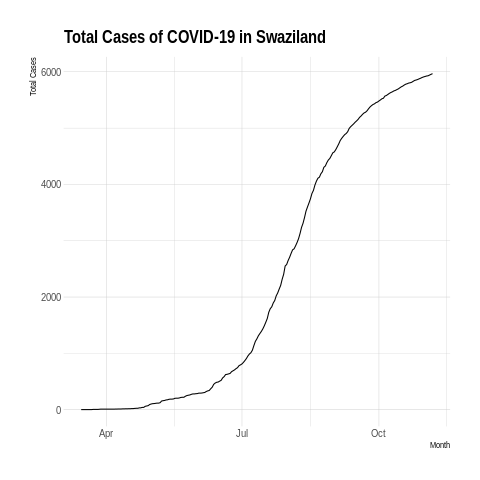 Total Cases of COVID-19 in Swaziland
Total Cases
6000
4000
2000
0
Apr Jul Oct
Month